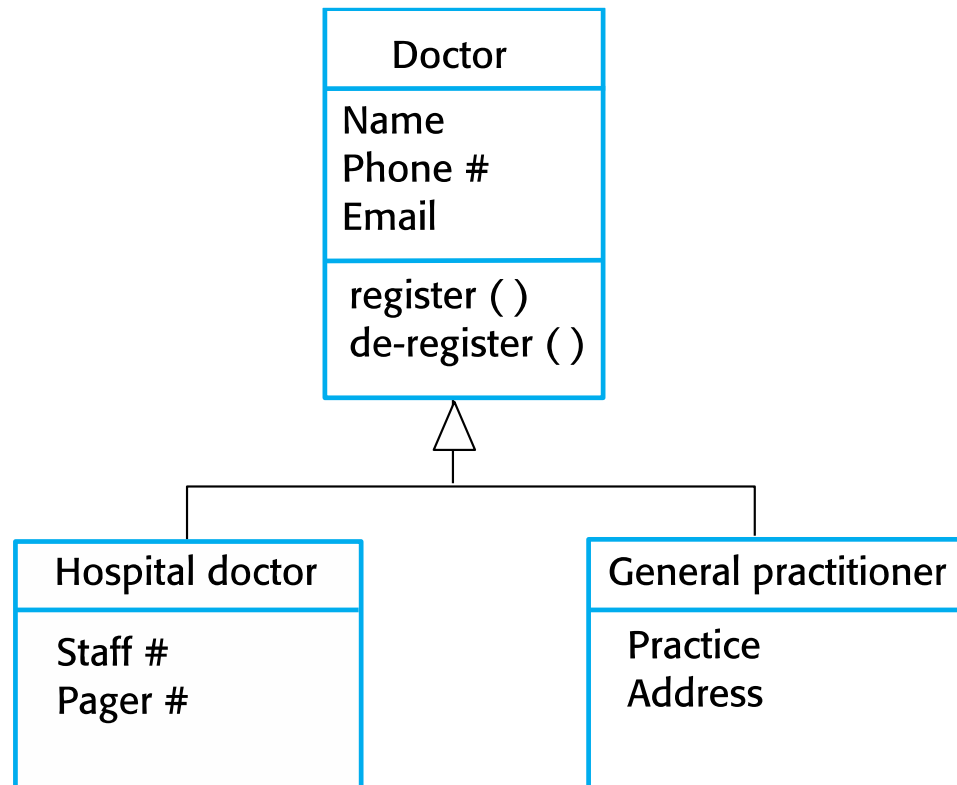 Doctor
Name
Phone #
Email
register ( )
de-register ( )
Hospital doctor
Staff #
Pager #
General practitioner
Practice
Address